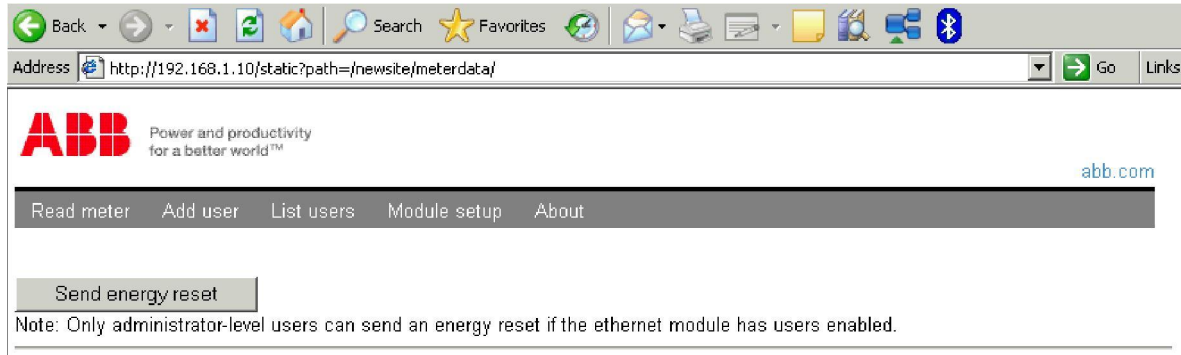 Back Search Favorites
Address http://192.168.1.10/static?path=/newsite/meterdata/ Go Links
ABB Power and productivity
for a better world™
abb.com
Read meter Add user List users Module setup About
Send energy reset
Note: Only administrator-level users can send an energy reset if the ethernet module has users enabled.